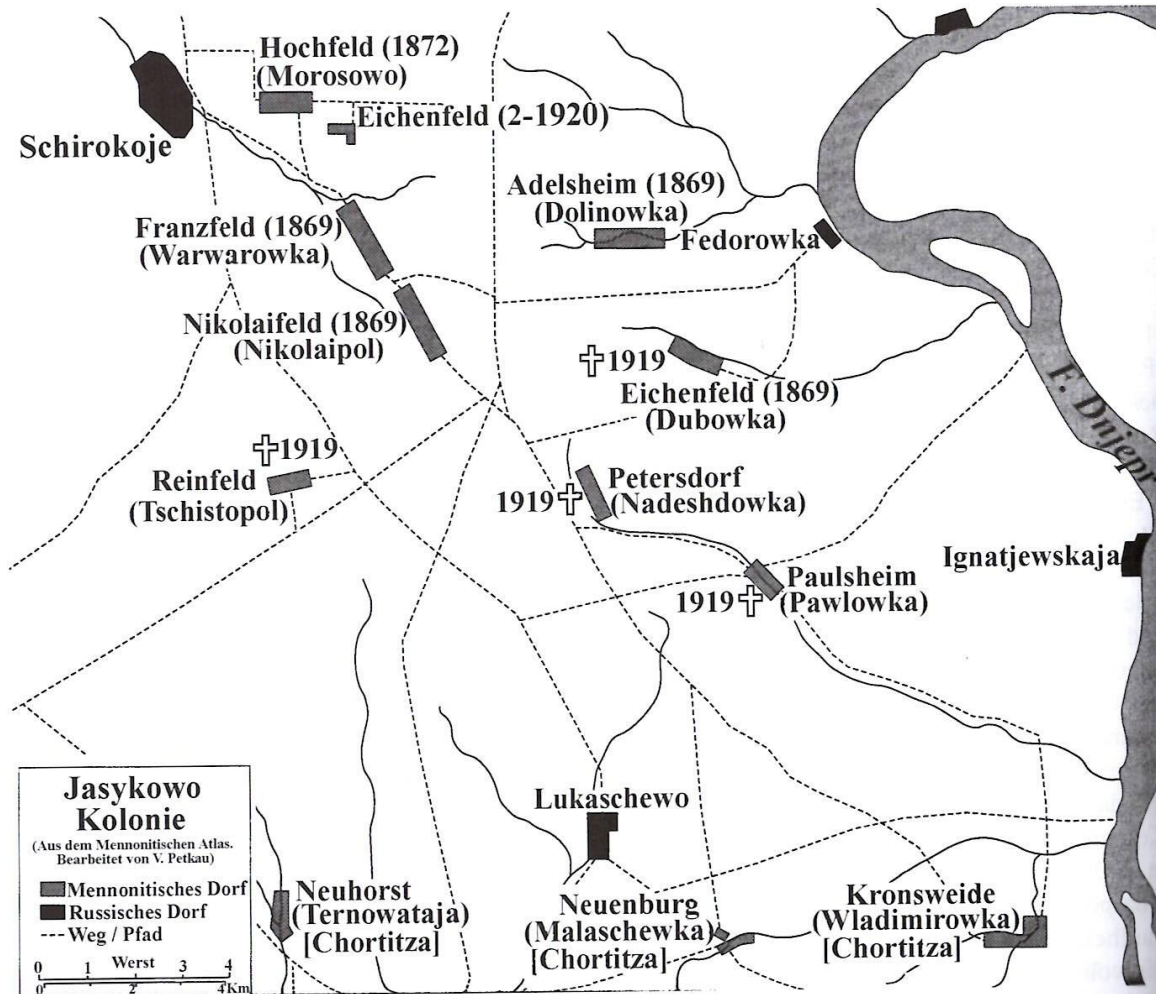 Hochfeld (1872)
(Morosowo)
Eichenfeld (2-1920)
Schirokoje
Adelsheim (1869)
(Dolinowka)
Fedorowka
Franzfeld (1869)
(Warwarowka)
Nikolaifeld (1869)
(Nikolaipol)
1919
Eichenfeld (1869)
(Dubowka)
F. Dnjepr
1919
Reinfeld
(Tschistopol)
1919
Petersdorf
(Nadeshdowka)
Ignatjewskaja
1919
Paulsheim
(Pawlowka)
Lukaschewo
Neuhorst
(Ternowataja)
[Chortitza]
Neuenburg
(Malaschewka)
[Chortitza]
Kronsweide
(Wladimirowka)
[Chortitza]
Jasykowo
Kolonie
(Aus dem Mennonitischen Atlas.
Bearbeitet von V. Petkau)
Mennonitisches Dorf
Russisches Dorf
Weg / Pfad
Werst
0 1 2 3 4
0 2 4 Km